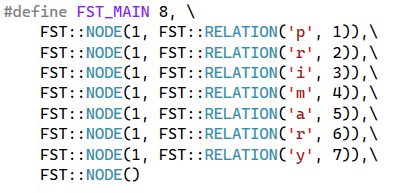 #define FST_MAIN 8, \
    FST::NODE(1, FST::RELATION('p', 1)),\
    FST::NODE(1, FST::RELATION('r', 2)),\
    FST::NODE(1, FST::RELATION('i', 3)),\
    FST::NODE(1, FST::RELATION('m', 4)),\
    FST::NODE(1, FST::RELATION('a', 5)),\
    FST::NODE(1, FST::RELATION('r', 6)),\
    FST::NODE(1, FST::RELATION('y', 7)),\
    FST::NODE()